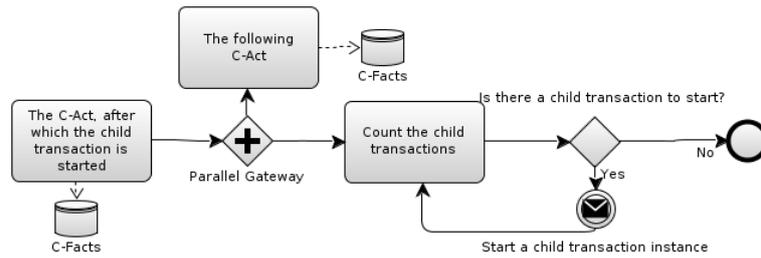 The following
C-Act
C-Facts
Is there a child transaction to start?
The C-Act, after
which the child
transaction is
started
Count the child
transactions
No
Parallel Gateway
Yes
C-Facts
Start a child transaction instance